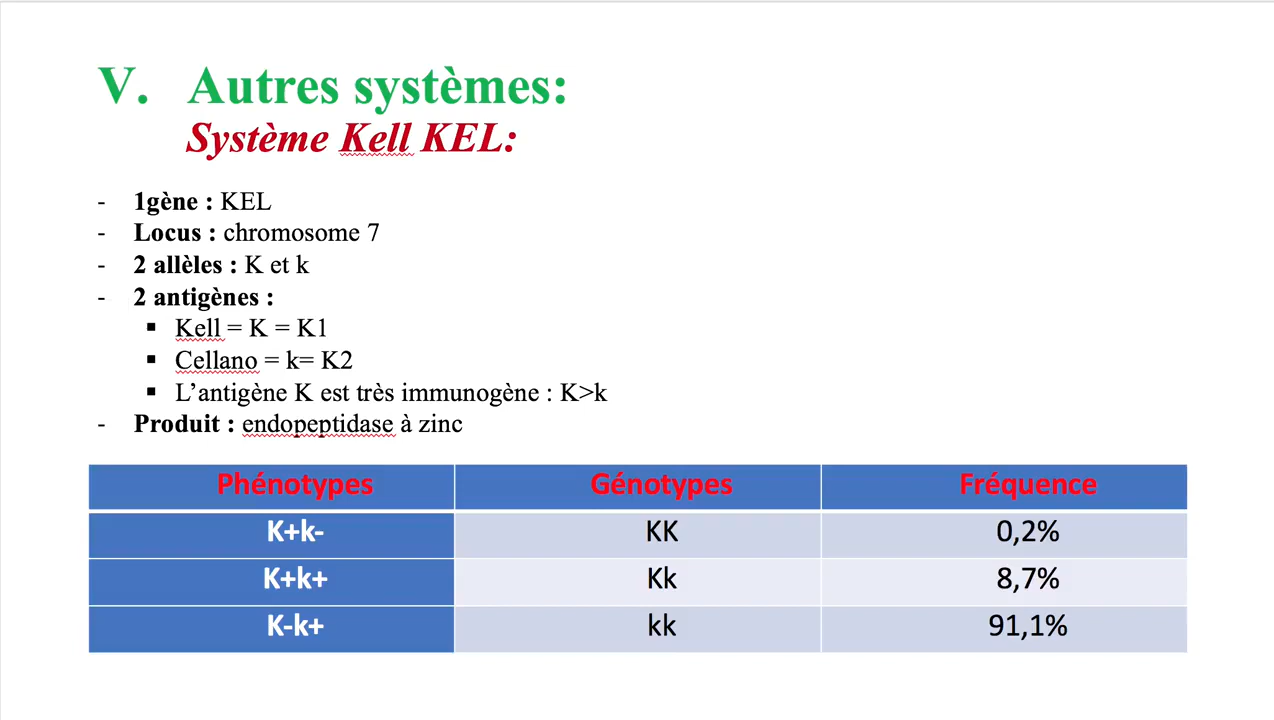 V. Autres systèmes:
Système Kell KEL:
- 1gène : KEL
- Locus : chromosome 7
- 2 allèles : K et k
- 2 antigènes :
▪ Kell = K = K1
▪ Cellano = k= K2
▪ L’antigène K est très immunogène : K>k
- Produit : endopeptidase à zinc
Phénotypes Génotypes Fréquence
K+k- KK 0,2%
K+k+ Kk 8,7%
K-k+ kk 91,1%